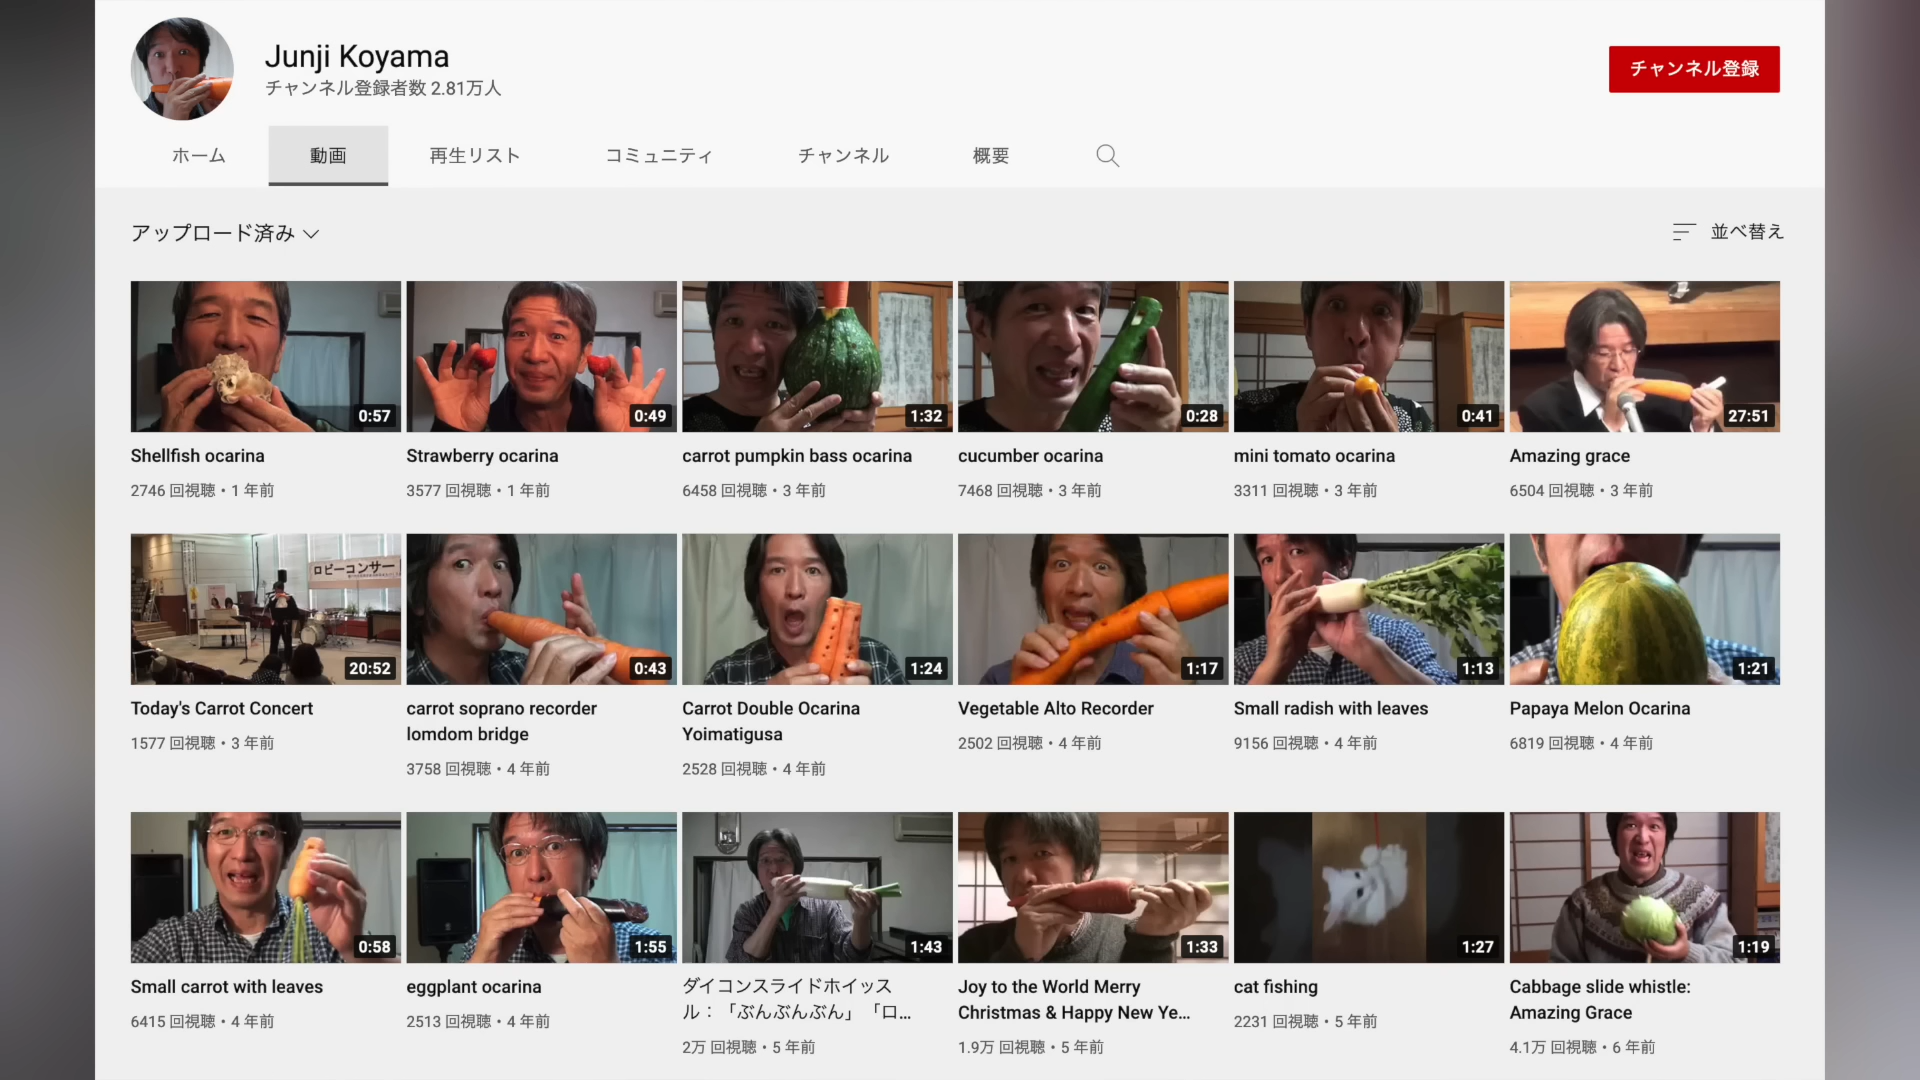 Junji Koyama
チャンネル登録者数 2.81万人
チャンネル登録
ホーム
動画
再生リスト
コミュニティ
チャンネル
概要
アップロード済み
並べ替え
0:57
0:49
1:32
0:28
0:41
27:51
Shellfish ocarina
2746 回視聴・1 年前
Strawberry ocarina
3577 回視聴・1 年前
carrot pumpkin bass ocarina
6458 回視聴・3 年前
cucumber ocarina
7468 回視聴・3 年前
mini tomato ocarina
3311 回視聴・3 年前
Amazing grace
6504 回視聴・3 年前
ロビーコンサート
20:52
0:43
1:24
1:17
1:13
1:21
Today's Carrot Concert
1577 回視聴・3 年前
carrot soprano recorder
lomdom bridge
3758 回視聴・4 年前
Carrot Double Ocarina
Yoimatigusa
2528 回視聴・4 年前
Vegetable Alto Recorder
2502 回視聴・4 年前
Small radish with leaves
9156 回視聴・4 年前
Papaya Melon Ocarina
6819 回視聴・4 年前
0:58
1:55
1:43
1:33
1:27
1:19
Small carrot with leaves
6415 回視聴・4 年前
eggplant ocarina
2513 回視聴・4 年前
ダイコンスライドホイッス
ル：「ぶんぶんぶん」「ロ...
2万 回視聴・5 年前
Joy to the World Merry
Christmas & Happy New Ye...
1.9万 回視聴・5 年前
cat fishing
2231 回視聴・5 年前
Cabbage slide whistle:
Amazing Grace
4.1万 回視聴・6 年前